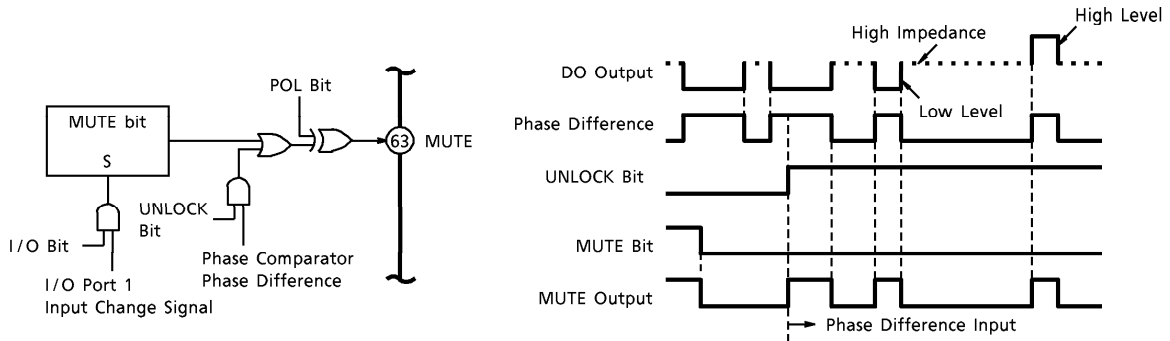 POL Bit
MUTE bit
S
63
MUTE
UNLOCK
Bit
I/O Bit
Phase Comparator
Phase Difference
I/O Port 1
Input Change Signal
High Level
High Impedance
DO Output
Low Level
Phase Difference
UNLOCK Bit
MUTE Bit
MUTE Output
Phase Difference Input